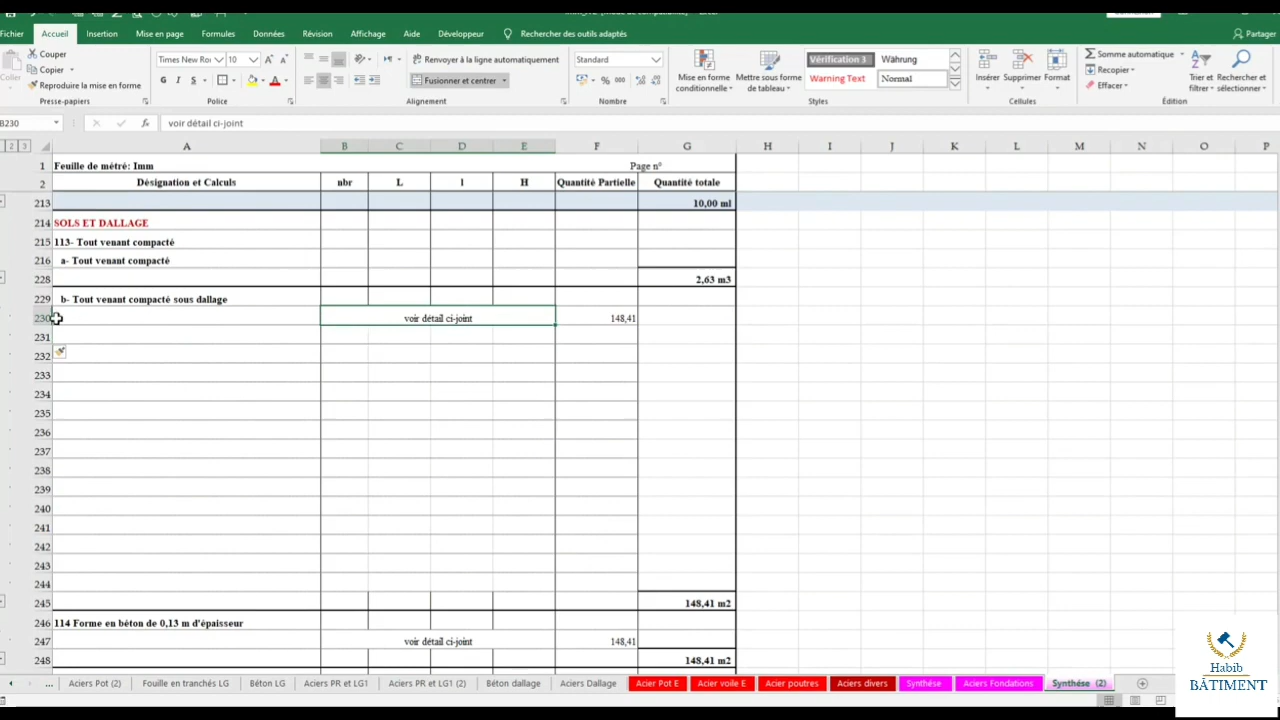 Fichier Accueil Insertion Mise en page Formules Données Révision Affichage Aide Développeur Rechercher des outils adaptés Partager
Couper
Copier
Reproduire la mise en forme
Coller
Presse-papiers
Times New Ro 10
G I S
Police
Renvoyer à la ligne automatiquement
Fusionner et centrer
Alignement
Standard
% 000
Nombre
Mise en forme conditionnelle
Mettre sous forme de tableau
Vérification 3 Währung
Warning Text Normal
Styles
Insérer Supprimer Format
Cellules
Somme automatique
Recopier
Effacer
Trier et filtrer
Rechercher et sélectionner
Édition
B230 fx voir détail ci-joint
2 3 A B C D E F G H I J K L M N O P
1 Feuille de métré: Imm Page n°
2 Désignation et Calculs nbr L l H Quantité Partielle Quantité totale
213 10,00 ml
214 SOLS ET DALLAGE
215 113- Tout venant compacté
216 a- Tout venant compacté
228 2,63 m3
229 b- Tout venant compacté sous dallage
230 voir détail ci-joint 148,41
231
232
233
234
235
236
237
238
239
240
241
242
243
244
245 148,41 m2
246 114 Forme en béton de 0,13 m d'épaisseur
247 voir détail ci-joint 148,41
248 148,41 m2
... Aciers Pot (2) Fouille en tranchés LG Béton LG Aciers PR et LG1 Aciers PR et LG1 (2) Béton dallage Aciers Dallage Acier Pot E Acier voile E Acier poutres Aciers divers Synthése Aciers Fondations Synthése (2)
Habib
BÂTIMENT